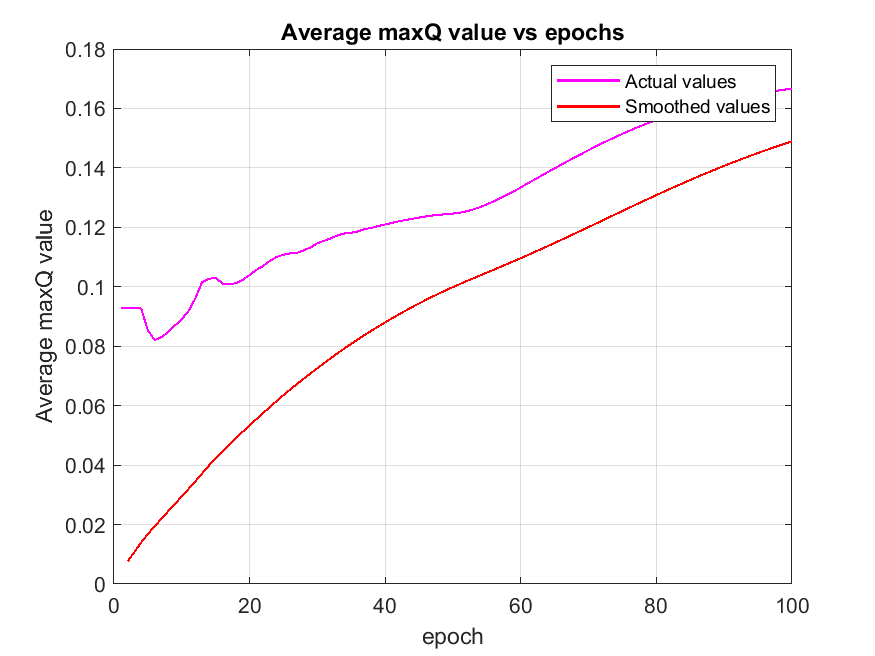 Average maxQ value vs epochs
Average maxQ value
0.18
0.16
0.14
0.12
0.1
0.08
0.06
0.04
0.02
0
Actual values
Smoothed values
0 20 40 60 80 100
epoch